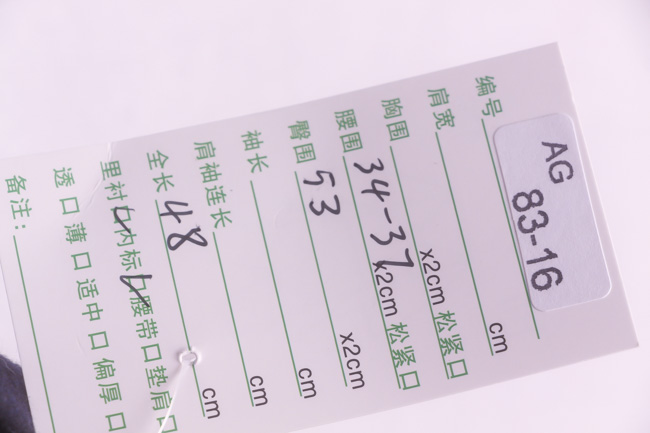 编号 AG 83-16
肩宽 cm
胸围 x2cm 松紧口
腰围 34-37 x2cm 松紧口
臀围 53 x2cm
袖长 cm
肩袖连长 cm
全长 48 cm
里衬口 内标口 腰带口 垫肩口
透口 薄口 适中口 偏厚口
备注: